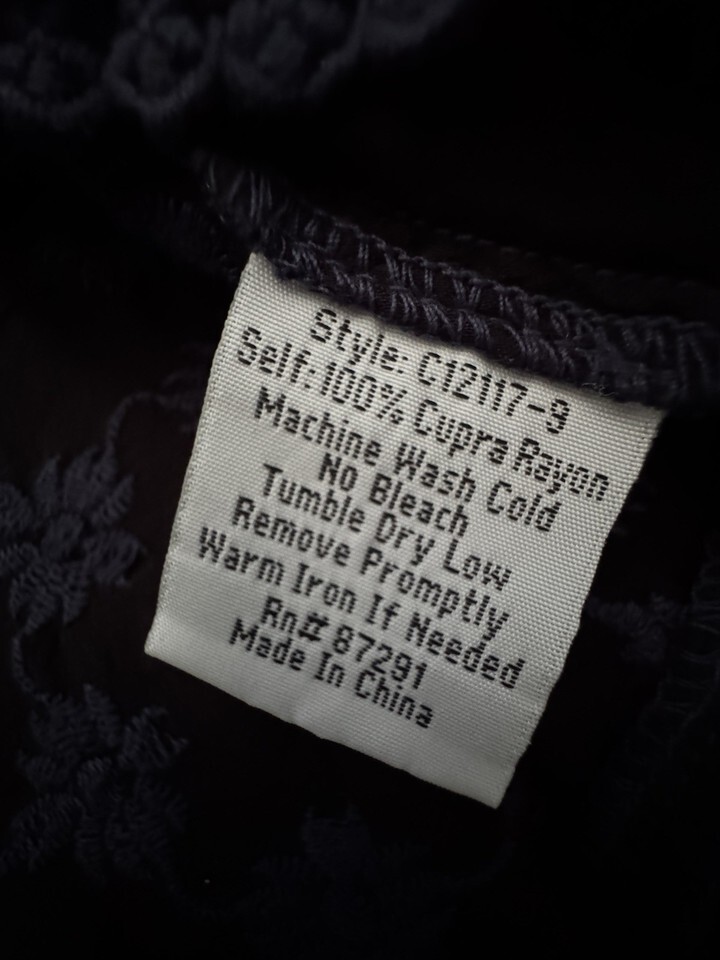 Style: C12117-9
Self:100% Cupra Rayon
Machine Wash Cold
No Bleach
Tumble Dry Low
Remove Promptly
Warm Iron If Needed
Rn# 87291
Made In China